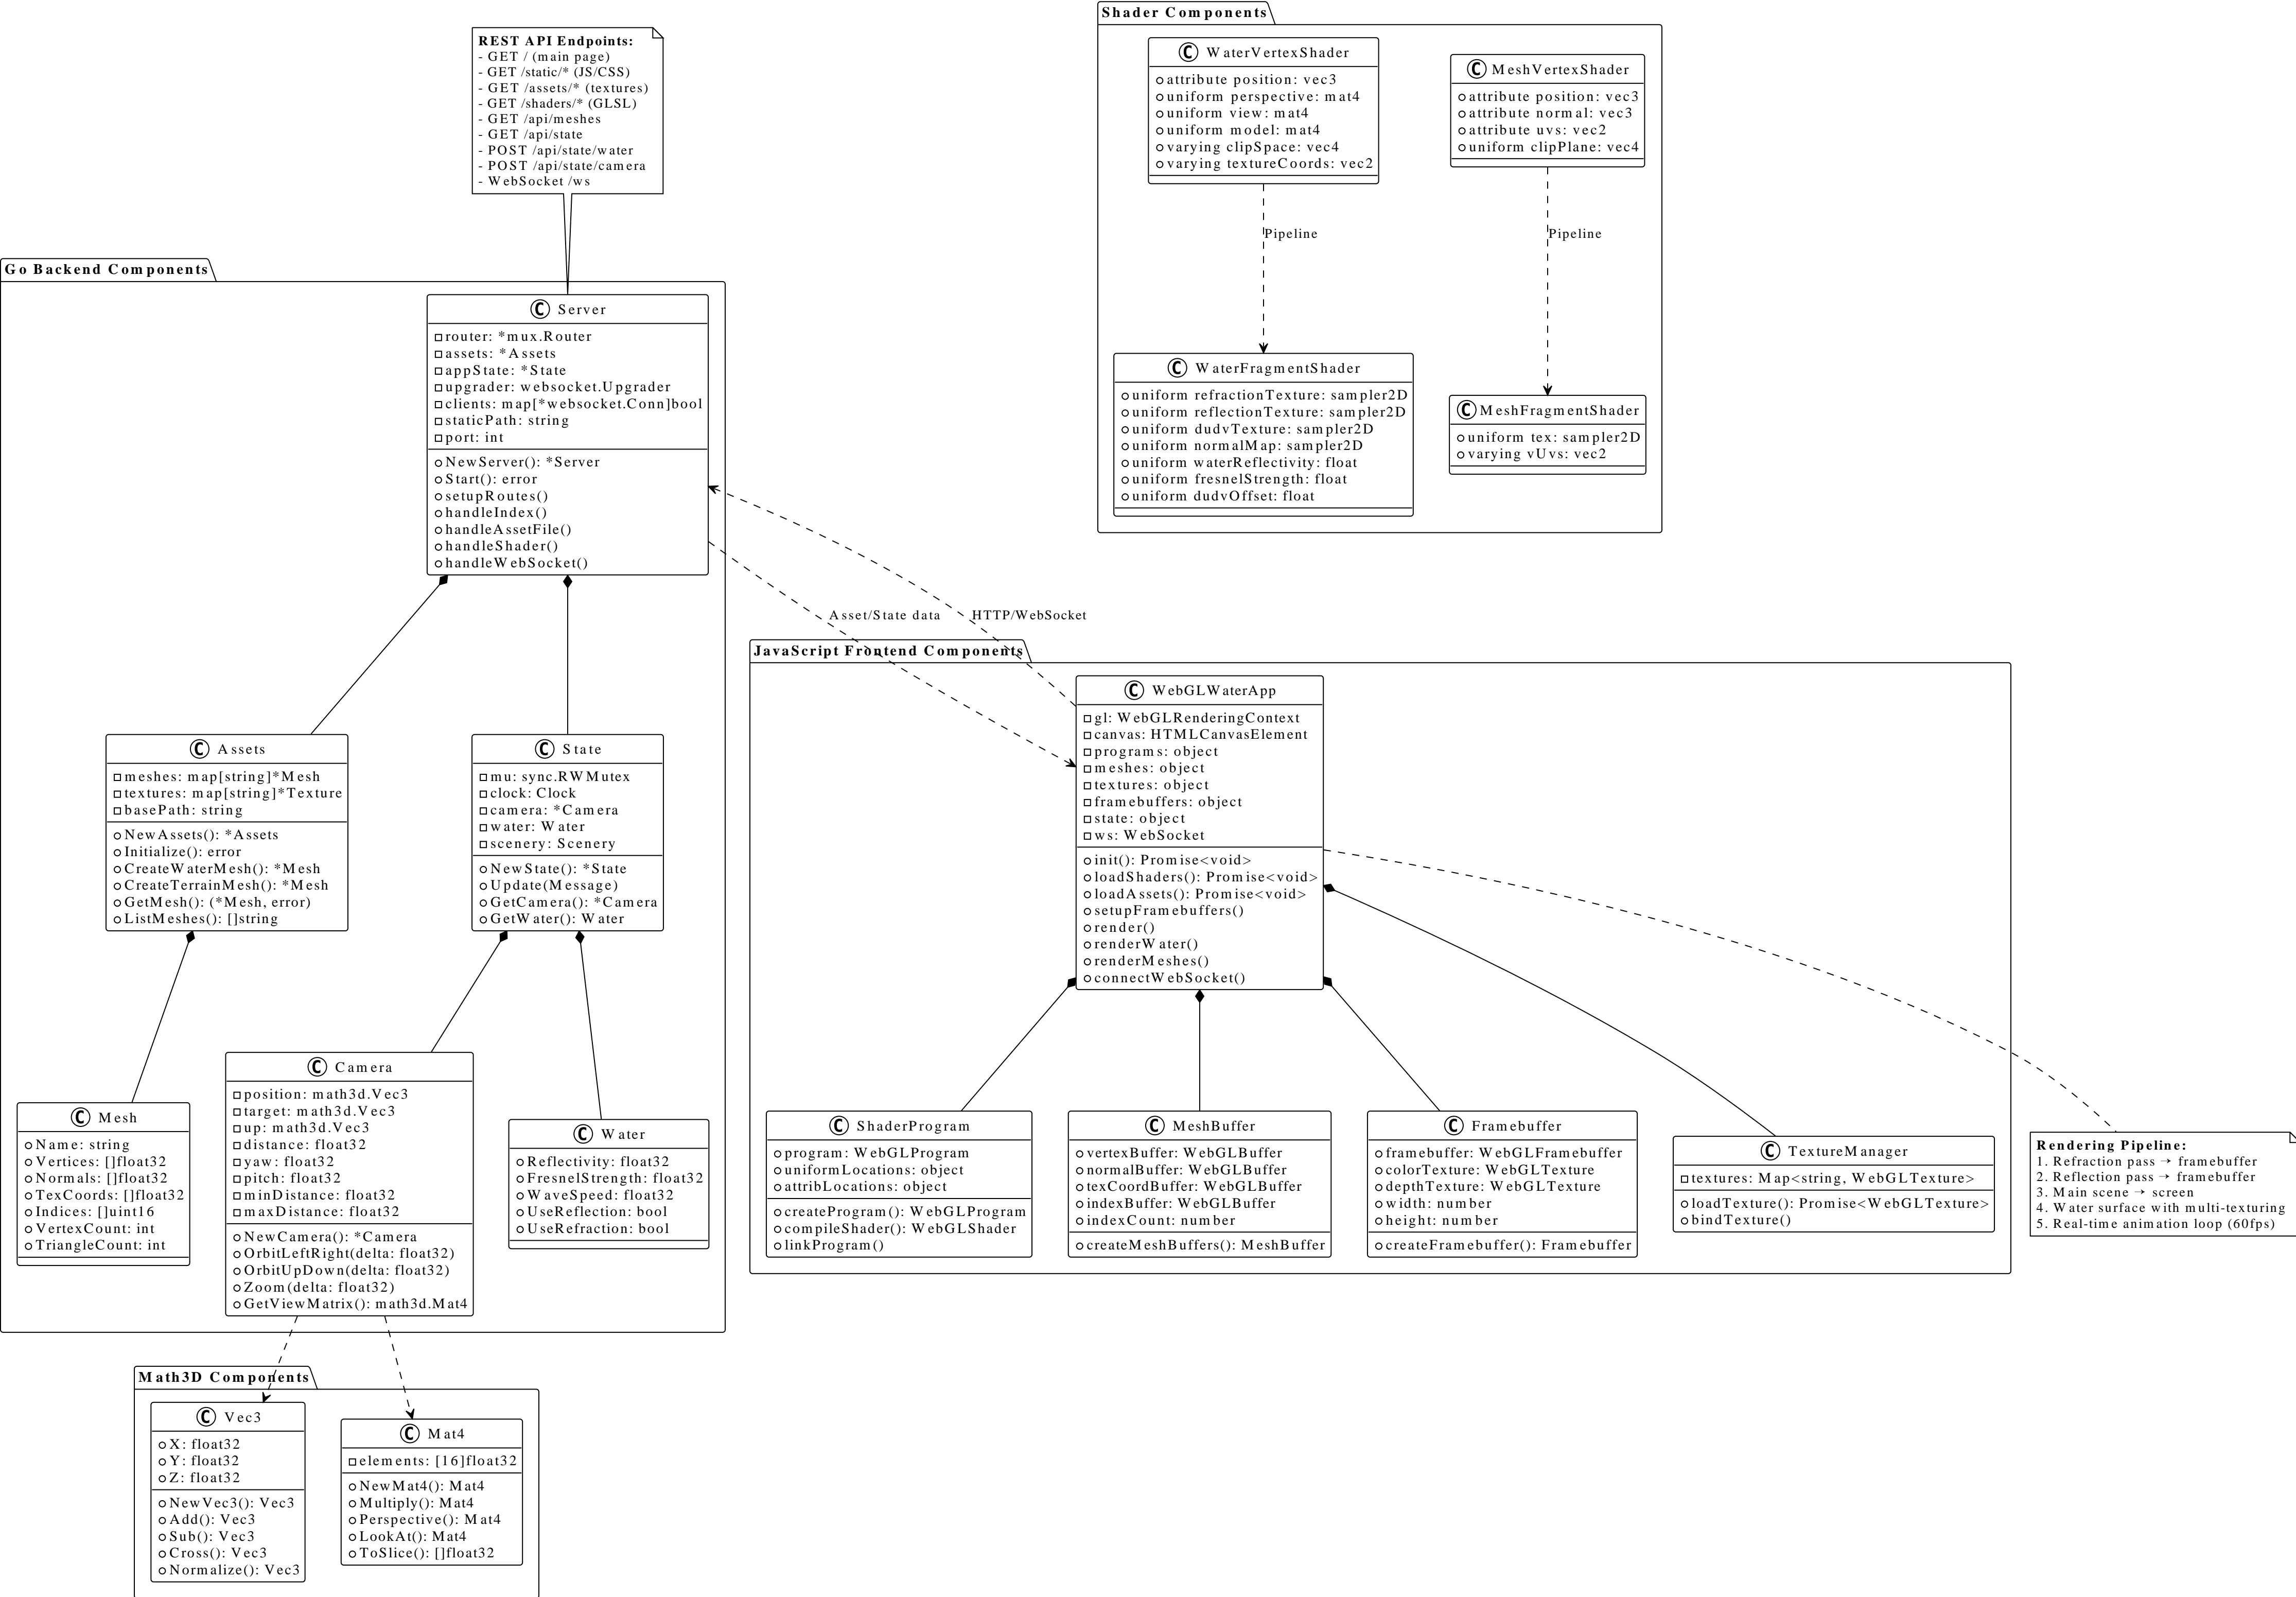 REST API Endpoints:
- GET / (main page)
- GET /static/* (JS/CSS)
- GET /assets/* (textures)
- GET /shaders/* (GLSL)
- GET /api/meshes
- GET /api/state
- POST /api/state/water
- POST /api/state/camera
- WebSocket /ws
Shader Components
C WaterVertexShader
attribute position: vec3
uniform perspective: mat4
uniform view: mat4
uniform model: mat4
varying clipSpace: vec4
varying textureCoords: vec2
C MeshVertexShader
attribute position: vec3
attribute normal: vec3
attribute uvs: vec2
uniform clipPlane: vec4
Pipeline
Pipeline
C WaterFragmentShader
uniform refractionTexture: sampler2D
uniform reflectionTexture: sampler2D
uniform dudvTexture: sampler2D
uniform normalMap: sampler2D
uniform waterReflectivity: float
uniform fresnelStrength: float
uniform dudvOffset: float
C MeshFragmentShader
uniform tex: sampler2D
varying vUvs: vec2
Go Backend Components
C Server
router: *mux.Router
assets: *Assets
appState: *State
upgrader: websocket.Upgrader
clients: map[*websocket.Conn]bool
staticPath: string
port: int
NewServer(): *Server
Start(): error
setupRoutes()
handleIndex()
handleAssetFile()
handleShader()
handleWebSocket()
Asset/State data
HTTP/WebSocket
C Assets
meshes: map[string]*Mesh
textures: map[string]*Texture
basePath: string
NewAssets(): *Assets
Initialize(): error
CreateWaterMesh(): *Mesh
CreateTerrainMesh(): *Mesh
GetMesh(): (*Mesh, error)
ListMeshes(): []string
C State
mu: sync.RWMutex
clock: Clock
camera: *Camera
water: Water
scenery: Scenery
NewState(): *State
Update(Message)
GetCamera(): *Camera
GetWater(): Water
C Mesh
Name: string
Vertices: []float32
Normals: []float32
TexCoords: []float32
Indices: []uint16
VertexCount: int
TriangleCount: int
C Camera
position: math3d.Vec3
target: math3d.Vec3
up: math3d.Vec3
distance: float32
yaw: float32
pitch: float32
minDistance: float32
maxDistance: float32
NewCamera(): *Camera
OrbitLeftRight(delta: float32)
OrbitUpDown(delta: float32)
Zoom(delta: float32)
GetViewMatrix(): math3d.Mat4
C Water
Reflectivity: float32
FresnelStrength: float32
WaveSpeed: float32
UseReflection: bool
UseRefraction: bool
JavaScript Frontend Components
C WebGLWaterApp
gl: WebGLRenderingContext
canvas: HTMLCanvasElement
programs: object
meshes: object
textures: object
framebuffers: object
state: object
ws: WebSocket
init(): Promise<void>
loadShaders(): Promise<void>
loadAssets(): Promise<void>
setupFramebuffers()
render()
renderWater()
renderMeshes()
connectWebSocket()
C ShaderProgram
program: WebGLProgram
uniformLocations: object
attribLocations: object
createProgram(): WebGLProgram
compileShader(): WebGLShader
linkProgram()
C MeshBuffer
vertexBuffer: WebGLBuffer
normalBuffer: WebGLBuffer
texCoordBuffer: WebGLBuffer
indexBuffer: WebGLBuffer
indexCount: number
createMeshBuffers(): MeshBuffer
C Framebuffer
framebuffer: WebGLFramebuffer
colorTexture: WebGLTexture
depthTexture: WebGLTexture
width: number
height: number
createFramebuffer(): Framebuffer
C TextureManager
textures: Map<string, WebGLTexture>
loadTexture(): Promise<WebGLTexture>
bindTexture()
Rendering Pipeline:
1. Refraction pass → framebuffer
2. Reflection pass → framebuffer
3. Main scene → screen
4. Water surface with multi-texturing
5. Real-time animation loop (60fps)
Math3D Components
C Vec3
X: float32
Y: float32
Z: float32
NewVec3(): Vec3
Add(): Vec3
Sub(): Vec3
Cross(): Vec3
Normalize(): Vec3
C Mat4
elements: [16]float32
NewMat4(): Mat4
Multiply(): Mat4
Perspective(): Mat4
LookAt(): Mat4
ToSlice(): []float32